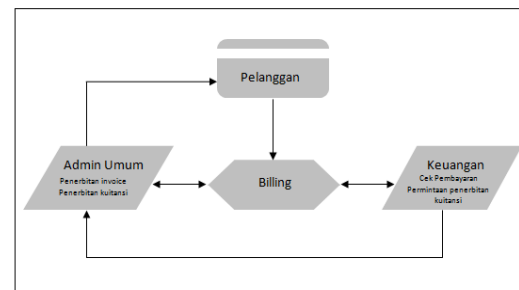 Pelanggan
Admin Umum
Penerbitan invoice
Penerbitan kuitansi
Billing
Keuangan
Cek Pembayaran
Permintaan penerbitan
kuitansi